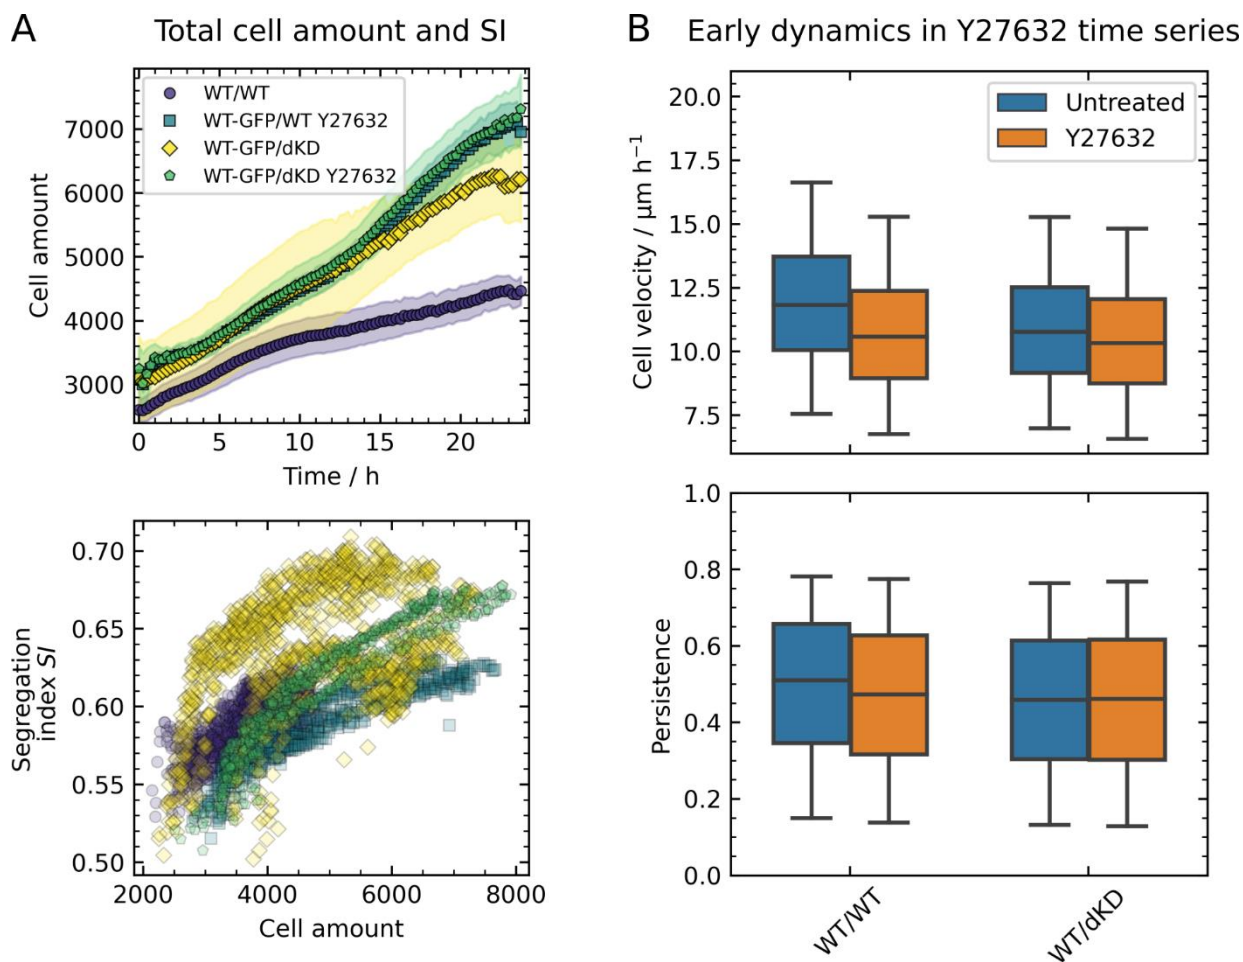 A Total cell amount and SI
WT/WT
WT-GFP/WT Y27632
WT-GFP/dKD
WT-GFP/dKD Y27632
Cell amount
7000
6000
5000
4000
3000
0 5 10 15 20
Time / h
Segregation
index SI
0.70
0.65
0.60
0.55
0.50
2000 4000 6000 8000
Cell amount
B Early dynamics in Y27632 time series
Untreated
Y27632
Cell velocity / µm h⁻¹
20.0
17.5
15.0
12.5
10.0
7.5
Persistence
1.0
0.8
0.6
0.4
0.2
0.0
WT/WT
WT/dKD